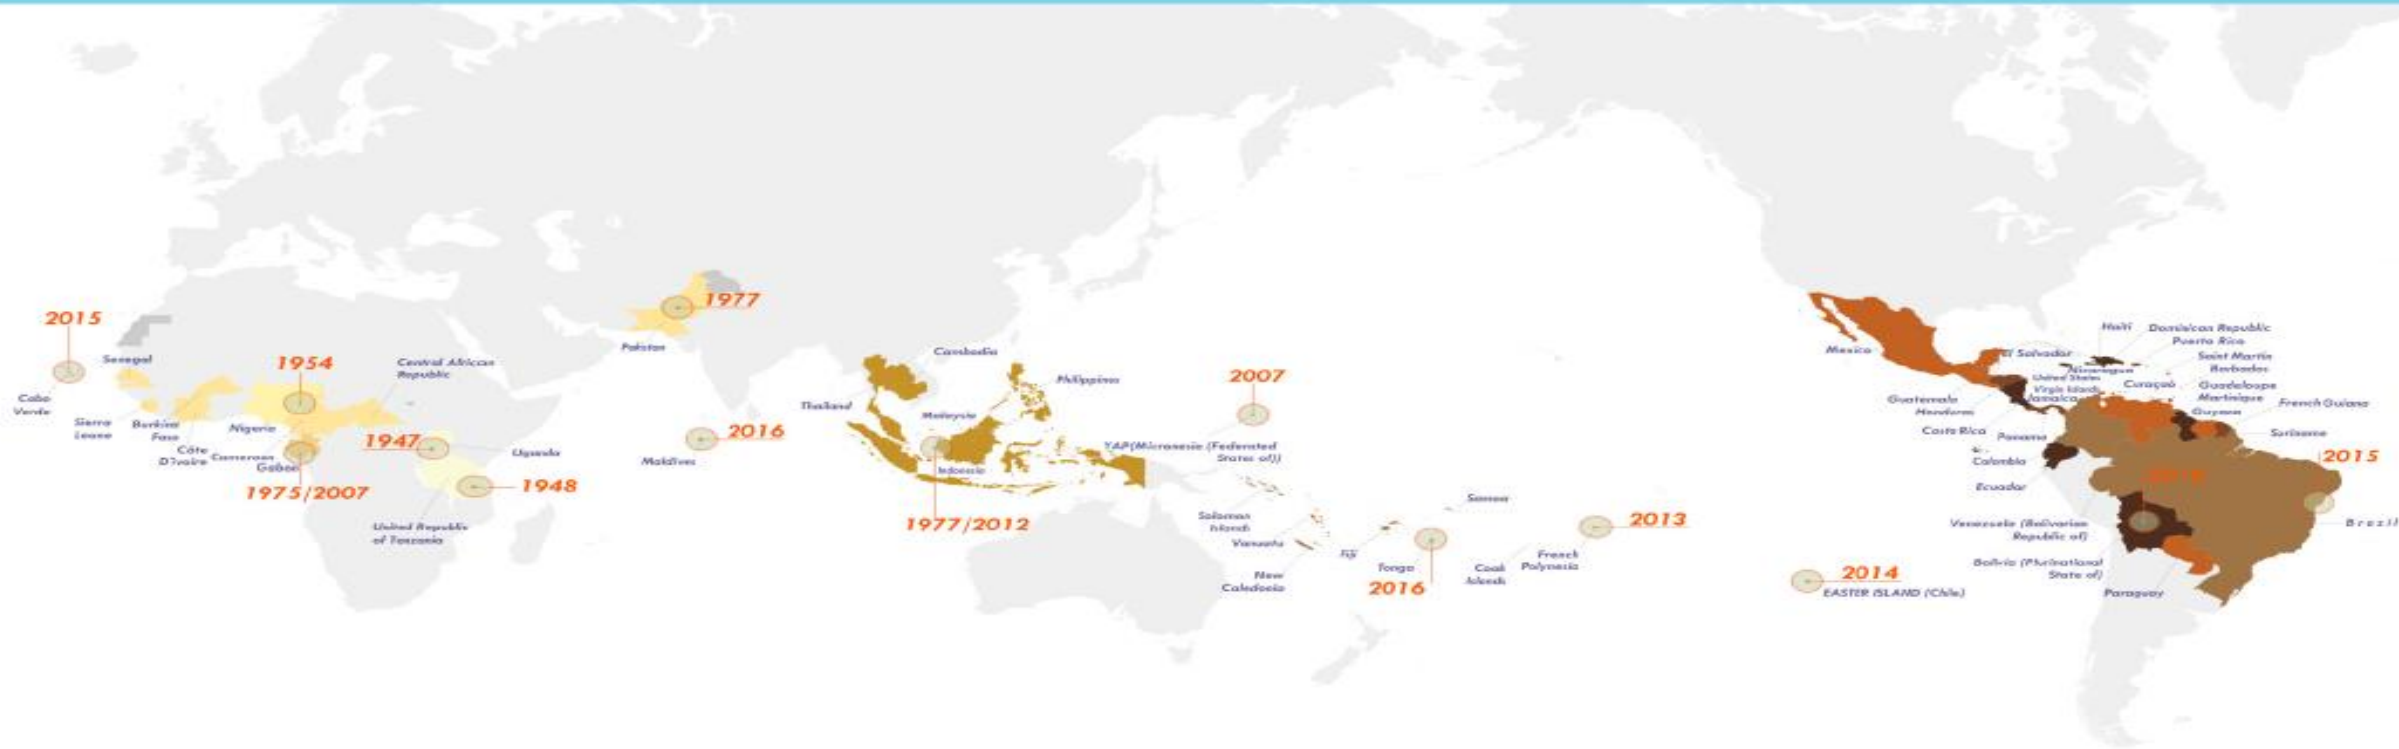 2015
Cabo
Verde
Senegal
Sierra
Leone
Burkina
Faso
Côte
D'Ivoire
1954
Nigeria
Cameroon
Gabon
1975/2007
Central African
Republic
1947
Uganda
1948
United Republic
of Tanzania
1977
Pakistan
2016
Maldives
Thailand
Cambodia
Philippines
Malaysia
Indonesia
1977/2012
2007
YAP(Micronesia (Federated
States of))
Solomon
Islands
Vanuatu
New
Caledonia
Fiji
Tonga
2016
Samoa
Cook
Islands
French
Polynesia
2013
2014
EASTER ISLAND (Chile)
Mexico
Guatemala
Honduras
Costa Rica
Panama
Colombia
Ecuador
Venezuela (Bolivarian
Republic of)
Bolivia (Plurinational
State of)
Paraguay
El Salvador
Nicaragua
United States
Virgin Islands
Jamaica
Haiti
Dominican Republic
Puerto Rico
Saint Martin
Barbados
Curaçao
Guadeloupe
Martinique
Guyana
French Guiana
Suriname
2015
Brazil